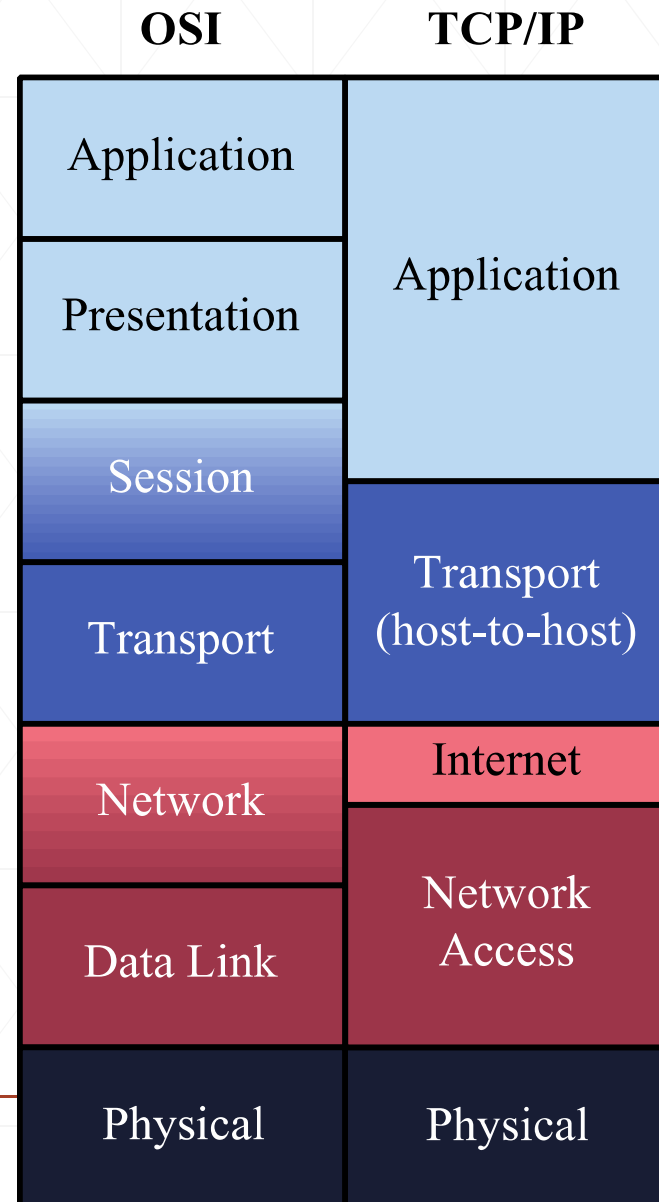 OSI
TCP/IP
Application
Presentation
Session
Transport
Network
Data Link
Physical
Application
Transport
(host-to-host)
Internet
Network
Access
Physical